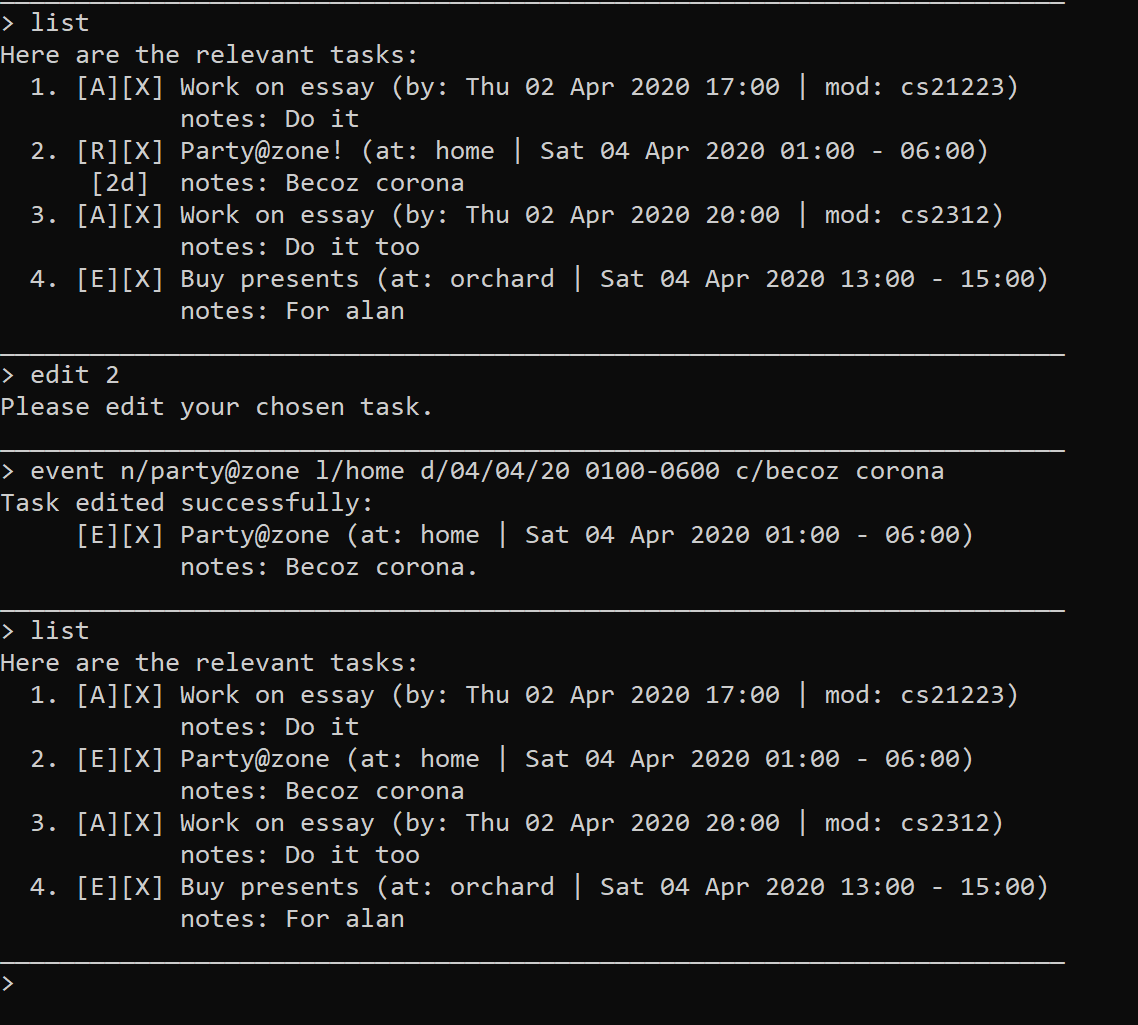 > list
Here are the relevant tasks:
  1. [A][X] Work on essay (by: Thu 02 Apr 2020 17:00 | mod: cs21223)
            notes: Do it
  2. [R][X] Party@zone! (at: home | Sat 04 Apr 2020 01:00 - 06:00)
      [2d]  notes: Becoz corona
  3. [A][X] Work on essay (by: Thu 02 Apr 2020 20:00 | mod: cs2312)
            notes: Do it too
  4. [E][X] Buy presents (at: orchard | Sat 04 Apr 2020 13:00 - 15:00)
            notes: For alan
> edit 2
Please edit your chosen task.
> event n/party@zone l/home d/04/04/20 0100-0600 c/becoz corona
Task edited successfully:
     [E][X] Party@zone (at: home | Sat 04 Apr 2020 01:00 - 06:00)
            notes: Becoz corona.
> list
Here are the relevant tasks:
  1. [A][X] Work on essay (by: Thu 02 Apr 2020 17:00 | mod: cs21223)
            notes: Do it
  2. [E][X] Party@zone (at: home | Sat 04 Apr 2020 01:00 - 06:00)
            notes: Becoz corona
  3. [A][X] Work on essay (by: Thu 02 Apr 2020 20:00 | mod: cs2312)
            notes: Do it too
  4. [E][X] Buy presents (at: orchard | Sat 04 Apr 2020 13:00 - 15:00)
            notes: For alan
>